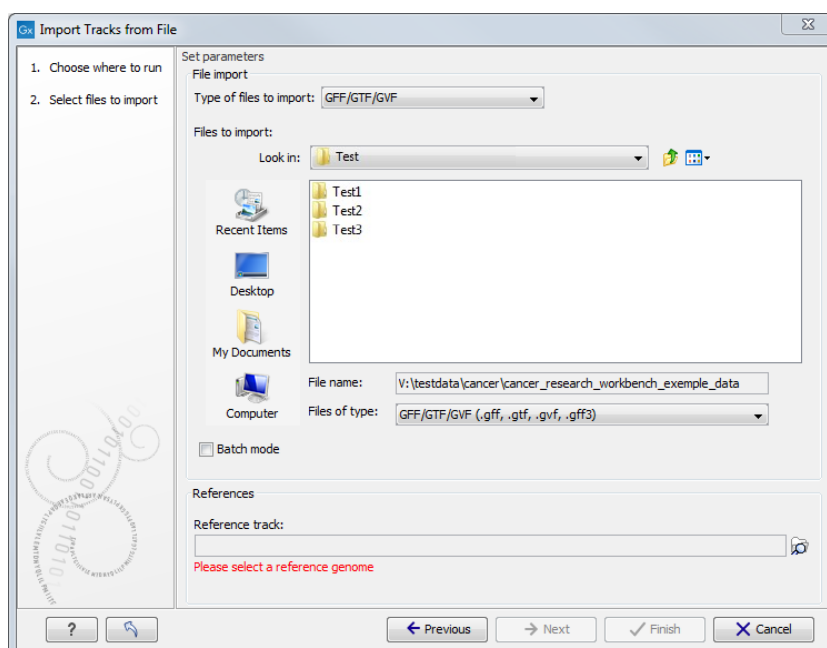 Gx Import Tracks from File
1. Choose where to run
2. Select files to import
Set parameters
File import
Type of files to import: GFF/GTF/GVF
Files to import:
Look in: Test
Test1
Test2
Test3
Recent Items
Desktop
My Documents
Computer
File name: V:\testdata\cancer\cancer_research_workbench_exemple_data
Files of type: GFF/GTF/GVF (.gff, .gtf, .gvf, .gff3)
Batch mode
References
Reference track:
Please select a reference genome
? Previous Next Finish Cancel